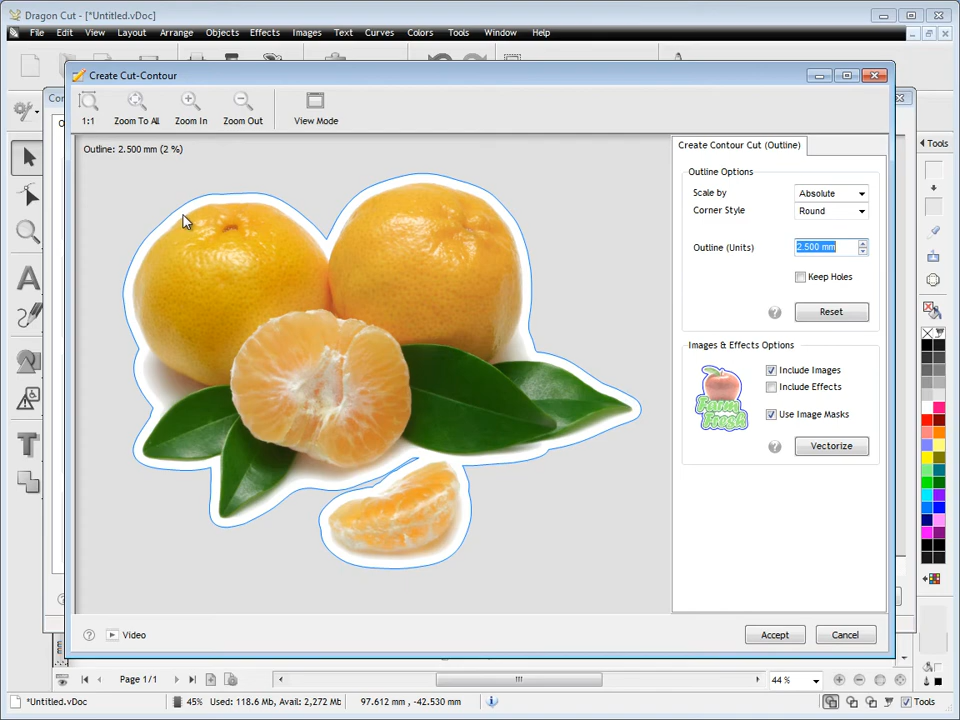 Dragon Cut - [*Untitled.vDoc]
File Edit View Layout Arrange Objects Effects Images Text Curves Colors Tools Window Help
Create Cut-Contour
1:1 Zoom To All Zoom In Zoom Out View Mode
Outline: 2.500 mm (2 %)
Create Contour Cut (Outline)
Tools
Outline Options
Scale by Absolute
Corner Style Round
Outline (Units) 2.500 mm
Keep Holes
? Reset
Images & Effects Options
Include Images
Include Effects
Farm Fresh
Use Image Masks
? Vectorize
? Video
Accept Cancel
mm
Page 1/1
44 %
*Untitled.vDoc
45% Used: 118.6 Mb, Avail: 2,272 Mb
97.612 mm , -42.530 mm
Tools